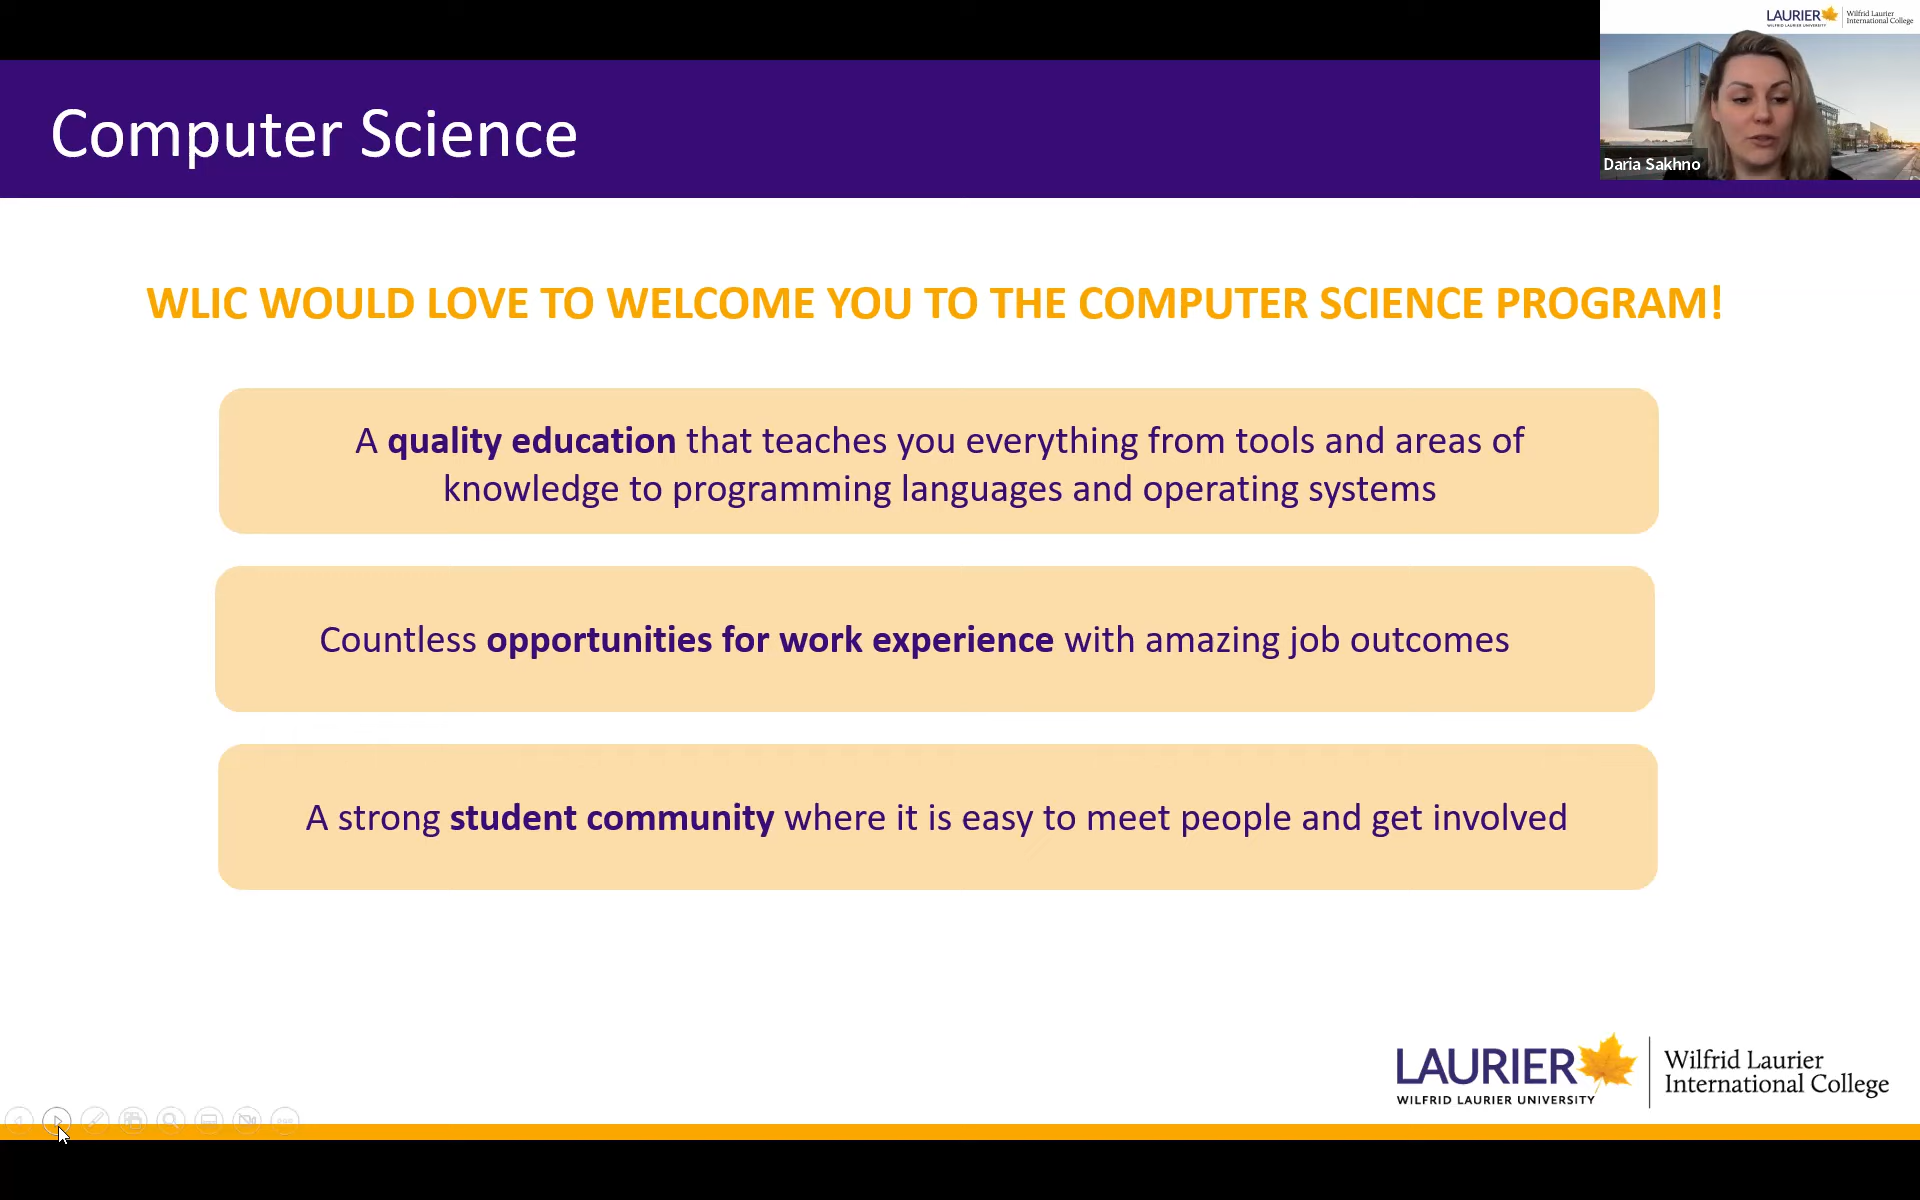 LAURIER
WILFRID LAURIER UNIVERSITY
Wilfrid Laurier
International College
Computer Science
Daria Sakhno
WLIC WOULD LOVE TO WELCOME YOU TO THE COMPUTER SCIENCE PROGRAM!
A quality education that teaches you everything from tools and areas of
knowledge to programming languages and operating systems
Countless opportunities for work experience with amazing job outcomes
A strong student community where it is easy to meet people and get involved
LAURIER
WILFRID LAURIER UNIVERSITY
Wilfrid Laurier
International College